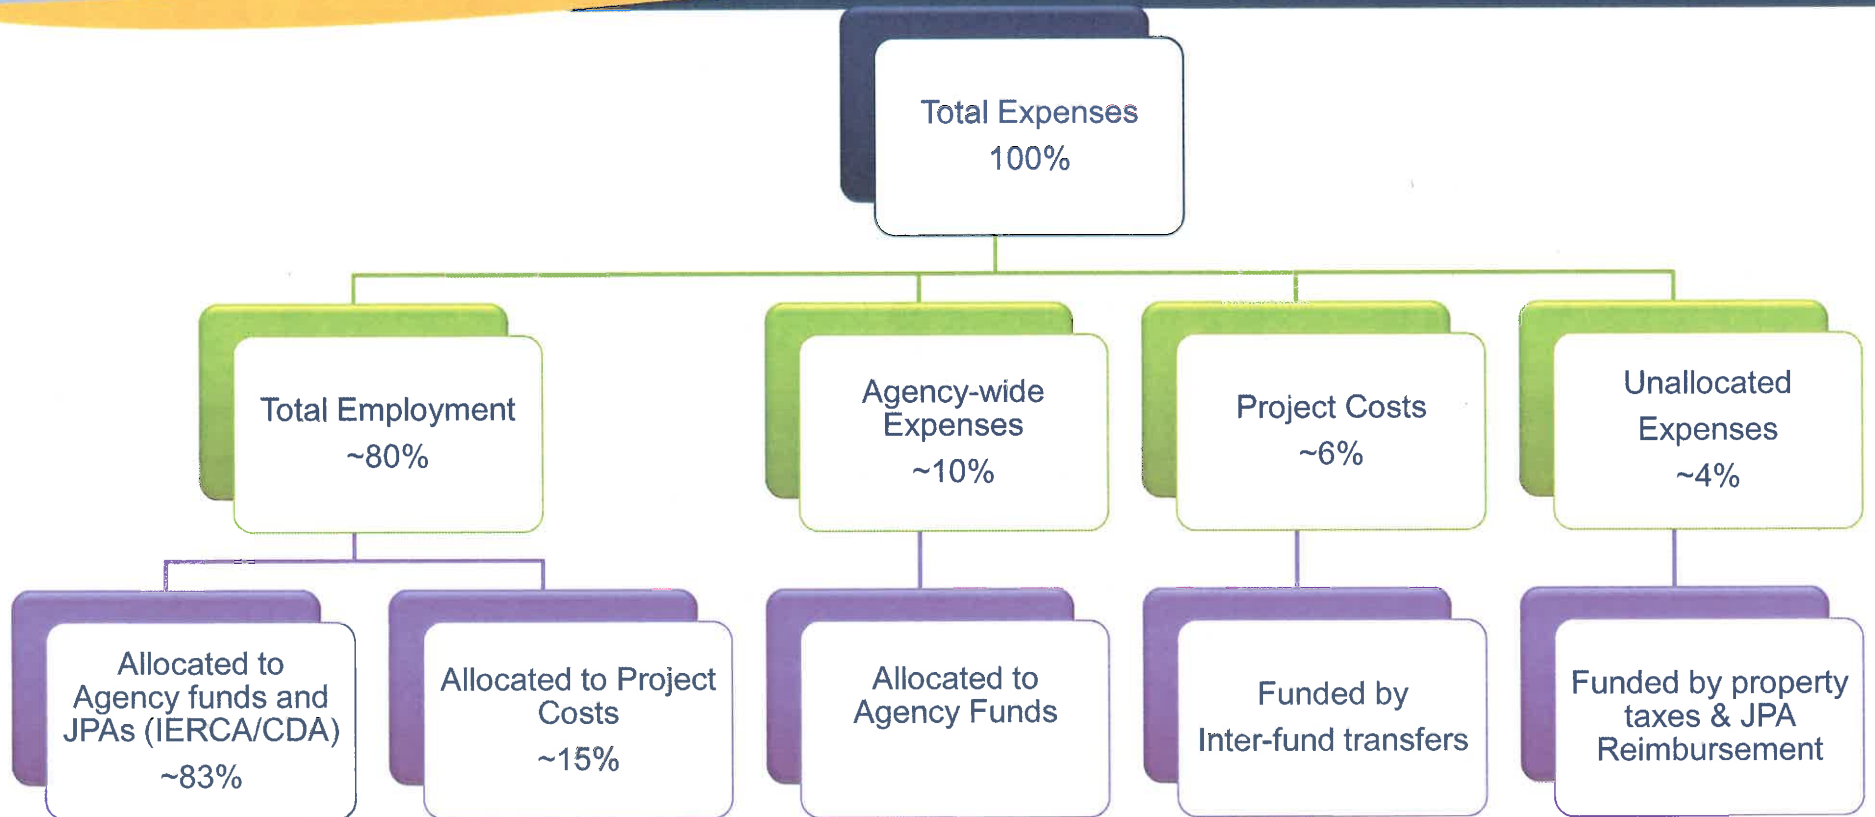 Total Expenses
100%
Total Employment
~80%
Agency-wide
Expenses
~10%
Project Costs
~6%
Unallocated
Expenses
~4%
Allocated to
Agency funds and
JPAs (IERCA/CDA)
~83%
Allocated to Project
Costs
~15%
Allocated to
Agency Funds
Funded by
Inter-fund transfers
Funded by property
taxes & JPA
Reimbursement